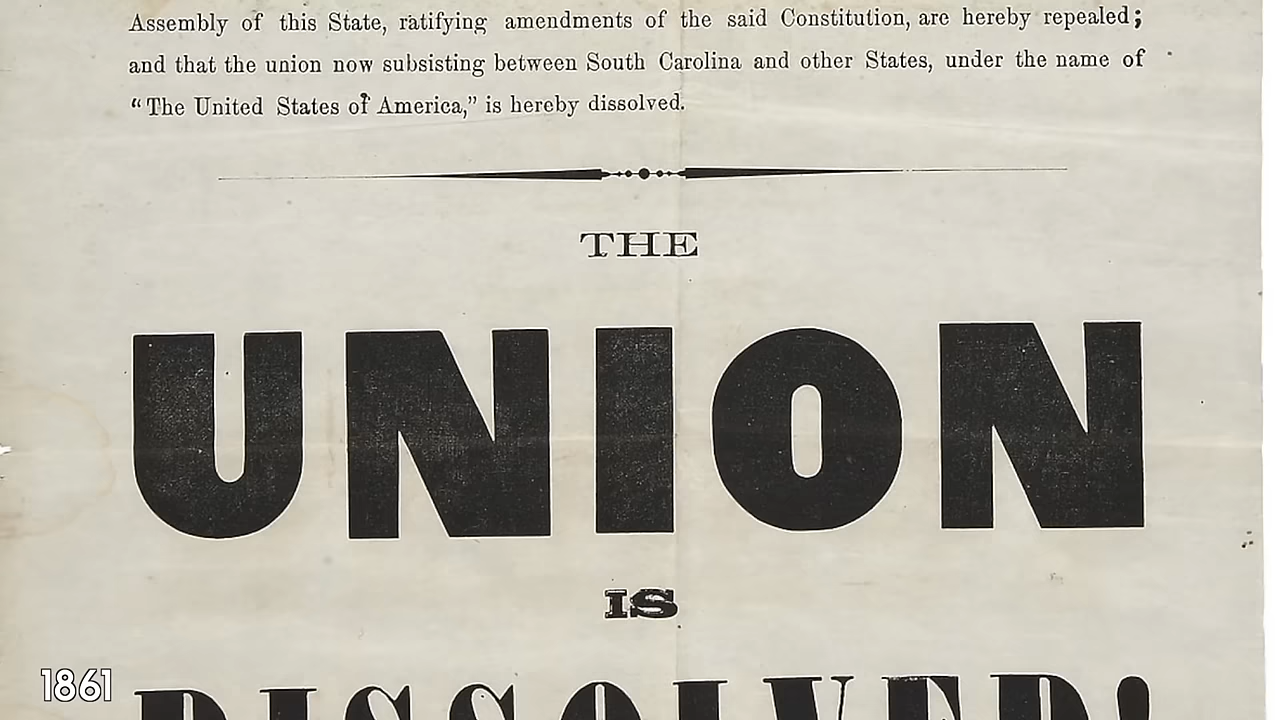 Assembly of this State, ratifying amendments of the said Constitution, are hereby repealed;
and that the union now subsisting between South Carolina and other States, under the name of
“The United States of America,” is hereby dissolved.
THE
UNION
IS
DISSOLVED!
1861